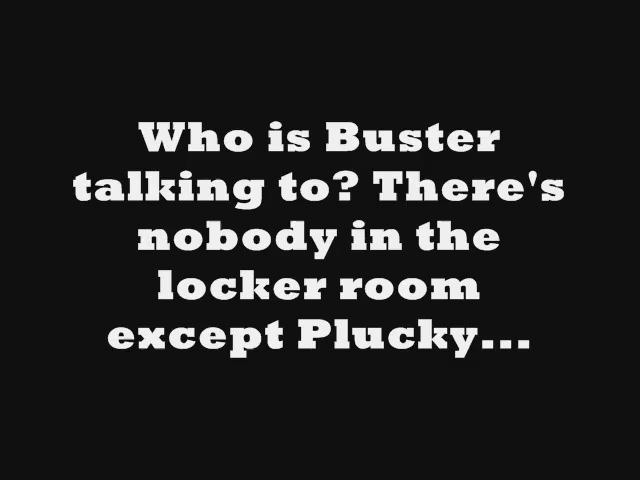 Who is Buster
talking to? There's
nobody in the
locker room
except Plucky...